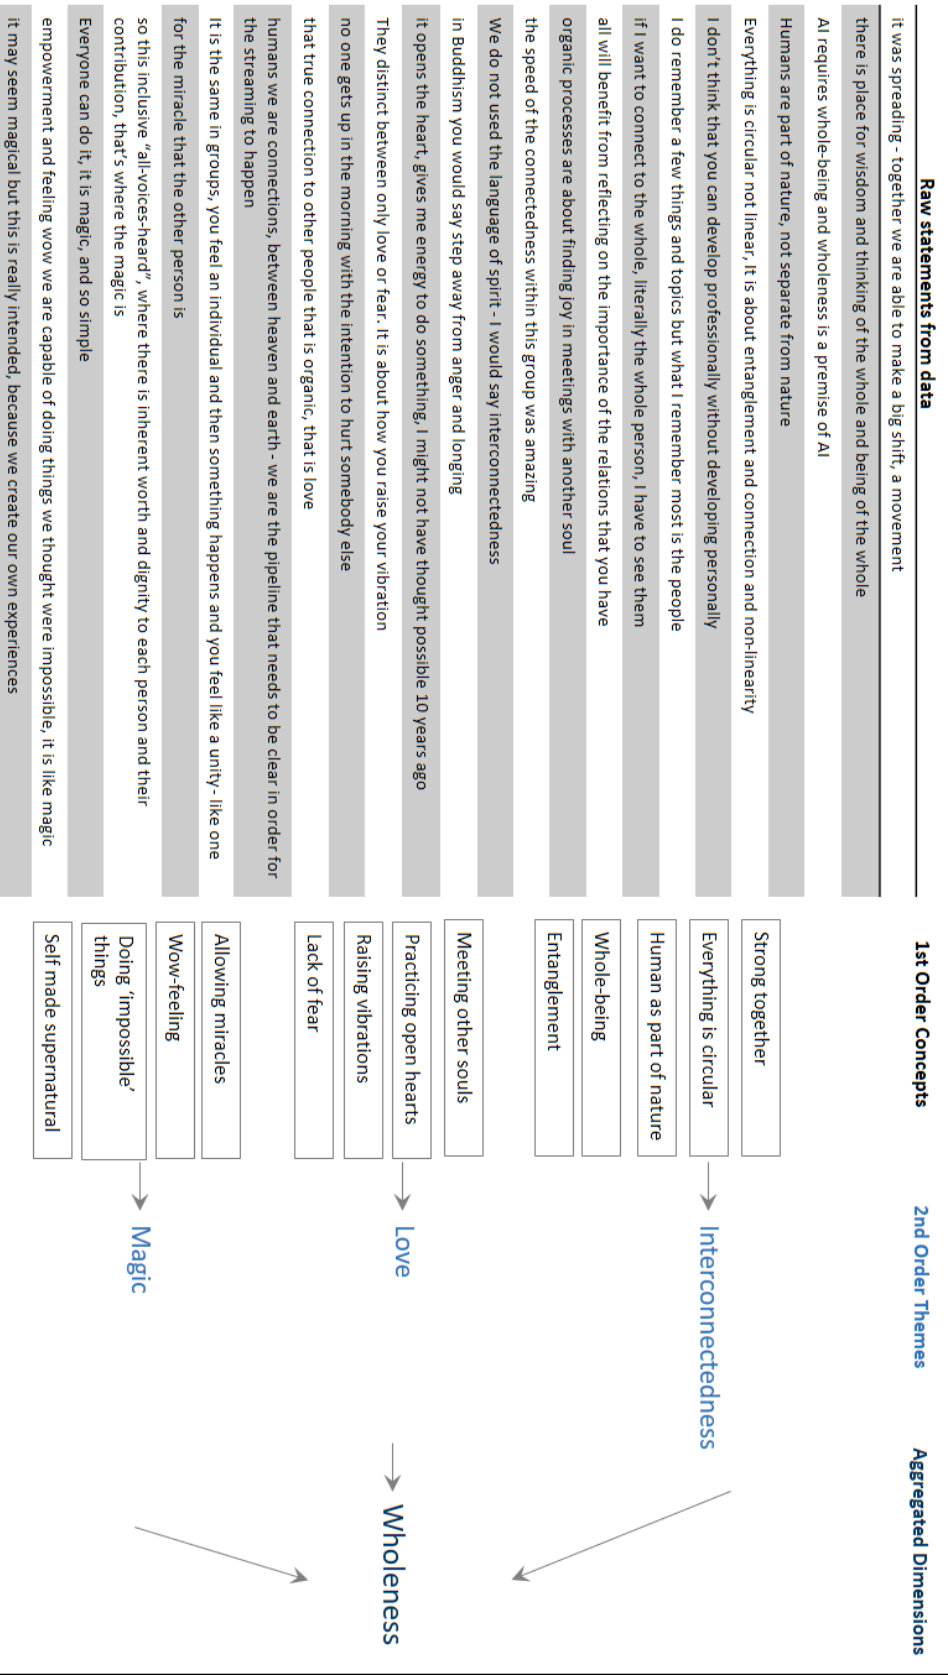 Raw statements from data
1st Order Concepts
2nd Order Themes
Aggregated Dimensions
it was spreading - together we are able to make a big shift, a movement
there is place for wisdom and thinking of the whole and being of the whole
AI requires whole-being and wholeness is a premise of AI
Humans are part of nature, not separate from nature
Everything is circular not linear, It is about entanglement and connection and non-linearity
I don't think that you can develop professionally without developing personally
I do remember a few things and topics but what I remember most is the people
if I want to connect to the whole, literally the whole person, I have to see them
all will benefit from reflecting on the importance of the relations that you have
organic processes are about finding joy in meetings with another soul
the speed of the connectedness within this group was amazing
We do not used the language of spirit - I would say interconnectedness
in Buddhism you would say step away from anger and longing
it opens the heart, gives me energy to do something, I might not have thought possible 10 years ago
They distinct between only love or fear. It is about how you raise your vibration
no one gets up in the morning with the intention to hurt somebody else
that true connection to other people that is organic, that is love
humans we are connections, between heaven and earth - we are the pipeline that needs to be clear in order for
the streaming to happen
It is the same in groups, you feel an individual and then something happens and you feel like a unity - like one
for the miracle that the other person is
so this inclusive "all-voices-heard", where there is inherent worth and dignity to each person and their
contribution, that's where the magic is
Everyone can do it, it is magic, and so simple
empowerment and feeling wow we are capable of doing things we thought were impossible, it is like magic
it may seem magical but this is really intended, because we create our own experiences
Strong together
Everything is circular
Human as part of nature
Whole-being
Entanglement
Meeting other souls
Practicing open hearts
Raising vibrations
Lack of fear
Allowing miracles
Wow-feeling
Doing 'impossible'
things
Self made supernatural
Interconnectedness
Love
Magic
Wholeness